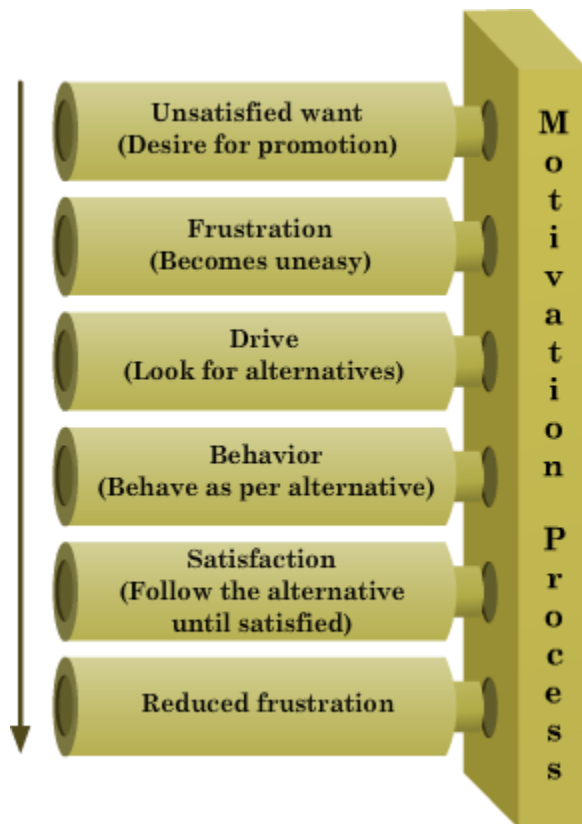 Unsatisfied want
(Desire for promotion)
Frustration
(Becomes uneasy)
Drive
(Look for alternatives)
Behavior
(Behave as per alternative)
Satisfaction
(Follow the alternative
until satisfied)
Reduced frustration
Motivation Process